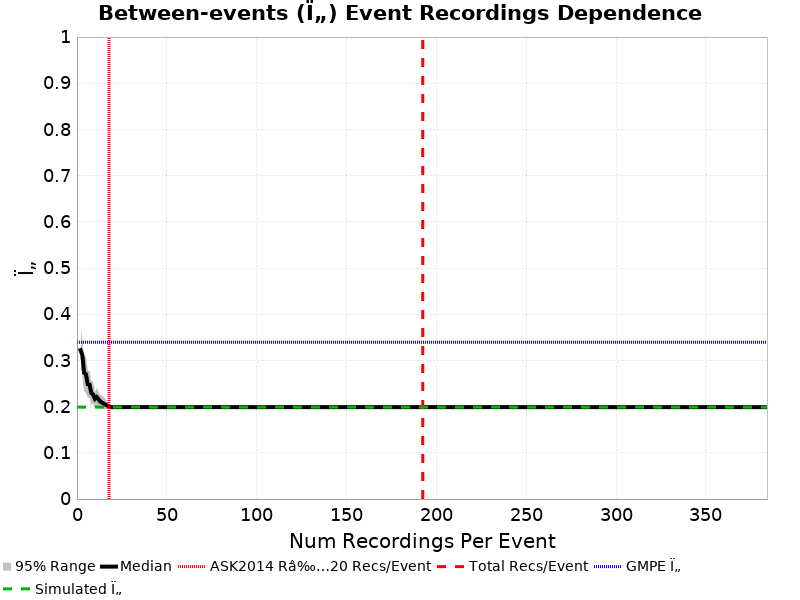 Between-events (Ï„) Event Recordings Dependence
1
0.9
0.8
0.7
0.6
0.5
0.4
0.3
0.2
0.1
0
Ï„
0 50 100 150 200 250 300 350
Num Recordings Per Event
95% Range Median ASK2014 Râ‰…20 Recs/Event Total Recs/Event GMPE Ï„
Simulated Ï„